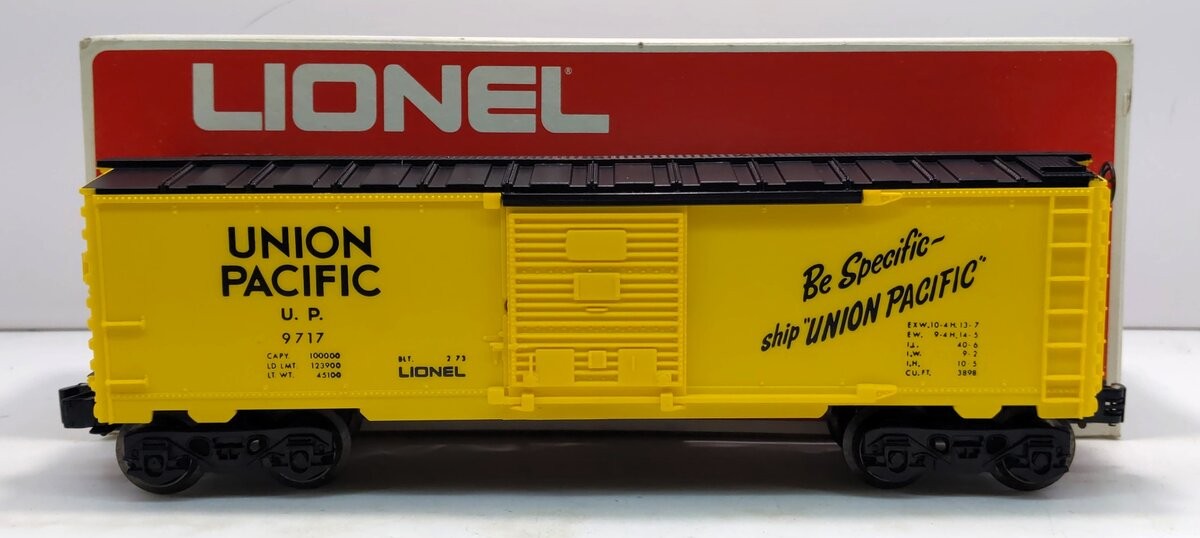 LIONEL®
UNION
PACIFIC
U. P.
9717
CAPY. 100000
LD LMT. 123900
LT. WT. 45100
BLT. 2 73
LIONEL
Be Specific~
ship "UNION PACIFIC"
EXW. 10-4 H. 13-7
EW. 9-4 H. 14-5
I.L. 40-6
I.W. 9-2
I.H. 10-5
CU.FT. 3898